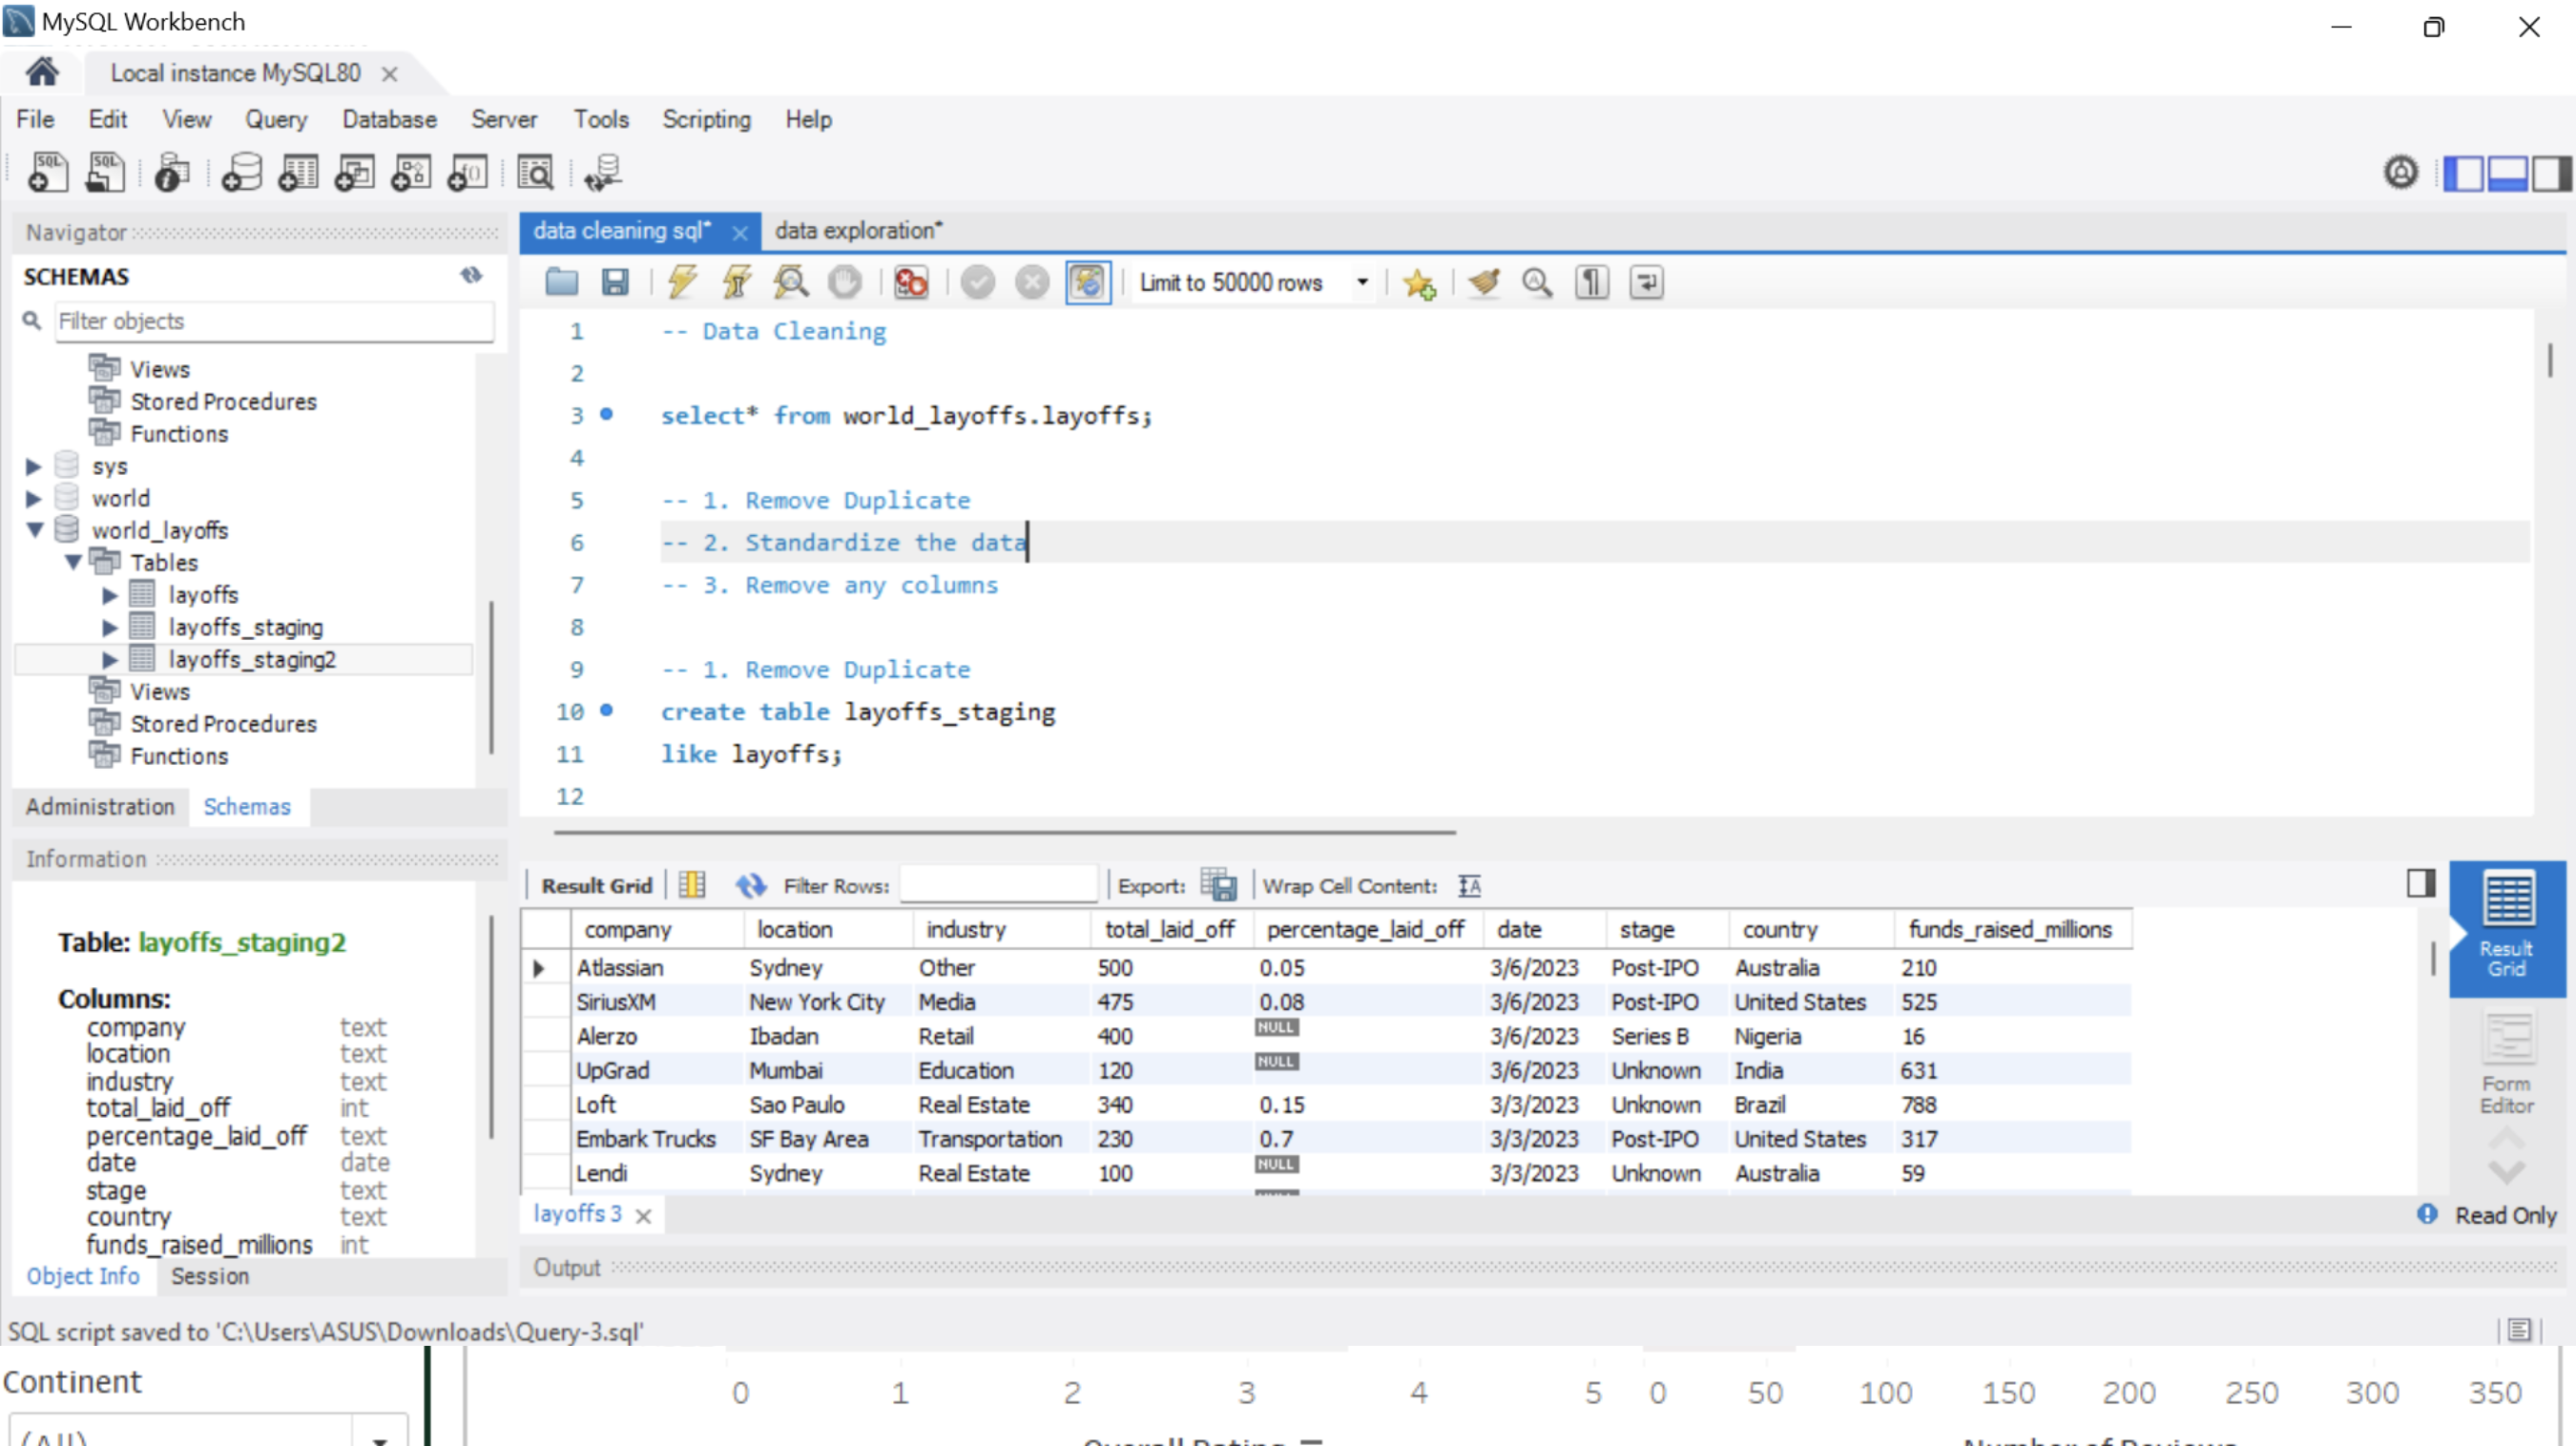 MySQL Workbench
Local instance MySQL80
File Edit View Query Database Server Tools Scripting Help
Navigator
SCHEMAS
Filter objects
Views
Stored Procedures
Functions
sys
world
world_layoffs
Tables
layoffs
layoffs_staging
layoffs_staging2
Views
Stored Procedures
Functions
Administration Schemas
Information
Table: layoffs_staging2
Columns:
company text
location text
industry text
total_laid_off int
percentage_laid_off text
date date
stage text
country text
funds_raised_millions int
Object Info Session
data cleaning sql* data exploration*
Limit to 50000 rows
1 -- Data Cleaning
2
3 select* from world_layoffs.layoffs;
4
5 -- 1. Remove Duplicate
6 -- 2. Standardize the data
7 -- 3. Remove any columns
8
9 -- 1. Remove Duplicate
10 create table layoffs_staging
11 like layoffs;
12
Result Grid Filter Rows: Export: Wrap Cell Content:
company location industry total_laid_off percentage_laid_off date stage country funds_raised_millions
Atlassian Sydney Other 500 0.05 3/6/2023 Post-IPO Australia 210
SiriusXM New York City Media 475 0.08 3/6/2023 Post-IPO United States 525
Alerzo Ibadan Retail 400 NULL 3/6/2023 Series B Nigeria 16
UpGrad Mumbai Education 120 NULL 3/6/2023 Unknown India 631
Loft Sao Paulo Real Estate 340 0.15 3/3/2023 Unknown Brazil 788
Embark Trucks SF Bay Area Transportation 230 0.7 3/3/2023 Post-IPO United States 317
Lendi Sydney Real Estate 100 NULL 3/3/2023 Unknown Australia 59
Result
Grid
Form
Editor
layoffs 3
Read Only
Output
SQL script saved to 'C:\Users\ASUS\Downloads\Query-3.sql'
Continent
(All)
0 1 2 3 4 5 0 50 100 150 200 250 300 350
Overall Rating
Number of Reviews